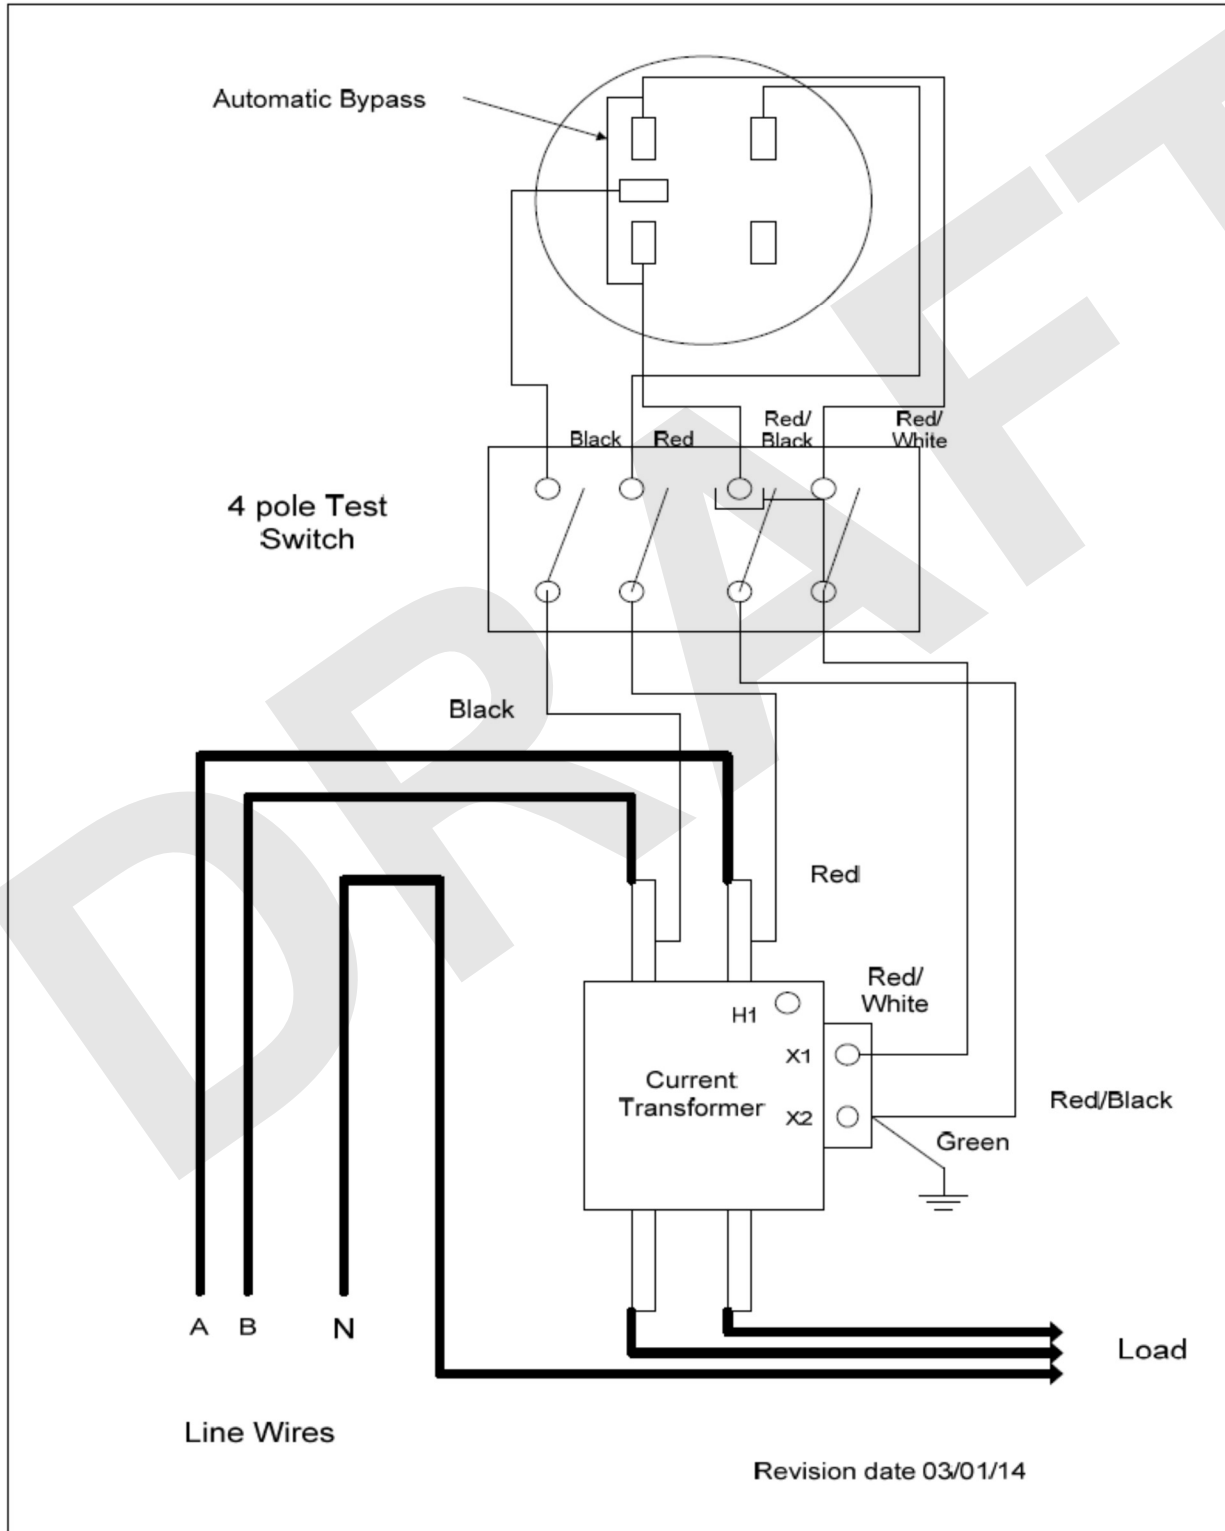 Automatic Bypass
Black
Red
Red/
Black
Red/
White
4 pole Test
Switch
Black
Red
H1
Red/
White
X1
Current
Transformer
X2
Red/Black
Green
A
B
N
Load
Line Wires
Revision date 03/01/14
DRAFT